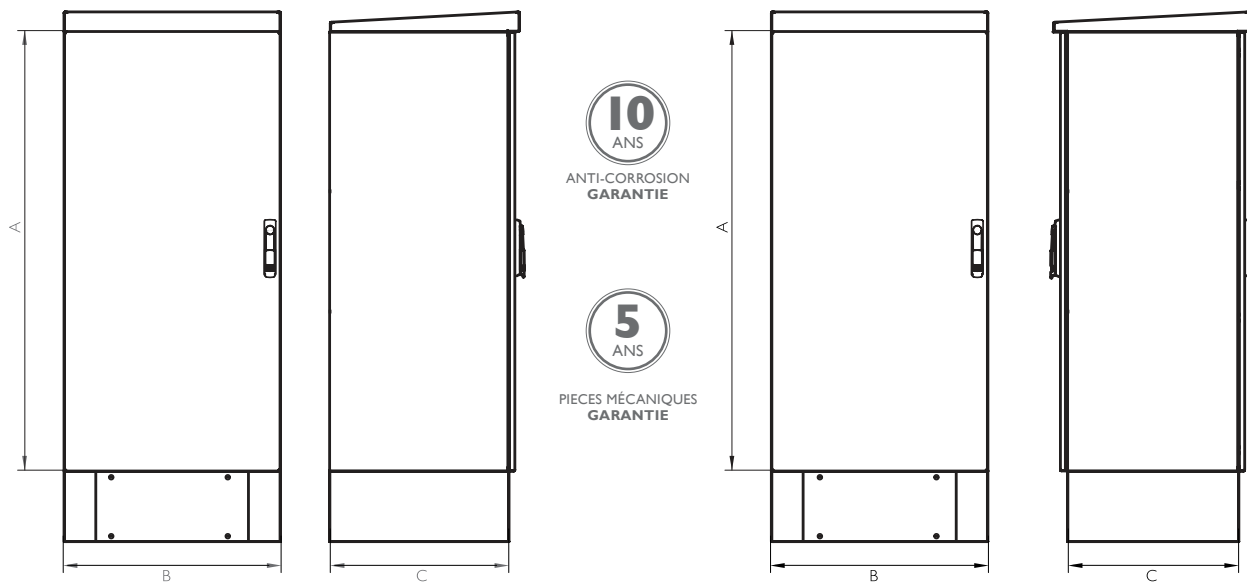 A
B
C
10
ANS
ANTI-CORROSION
GARANTIE
5
ANS
PIECES MÉCANIQUES
GARANTIE
A
B
C